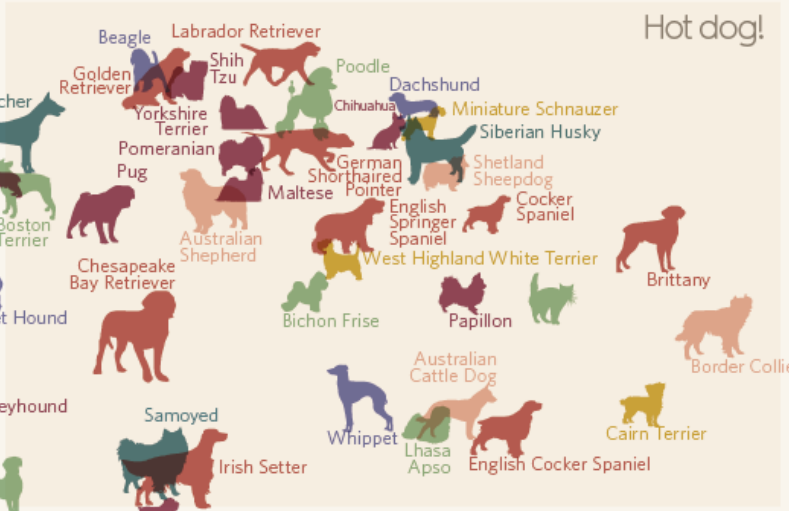 Hot dog!
Labrador Retriever
Beagle
Shih
Tzu
Golden
Retriever
Poodle
Dachshund
cher
Chihuahua
Miniature Schnauzer
Yorkshire
Terrier
Siberian Husky
Pomeranian
German
Shorthaired
Pointer
Shetland
Sheepdog
Pug
Maltese
English
Springer
Spaniel
Cocker
Spaniel
Boston
Terrier
Australian
Shepherd
West Highland White Terrier
Chesapeake
Bay Retriever
Brittany
et Hound
Bichon Frise
Papillon
Australian
Cattle Dog
Border Collie
eyhound
Samoyed
Whippet
Cairn Terrier
Lhasa
Apso
English Cocker Spaniel
Irish Setter